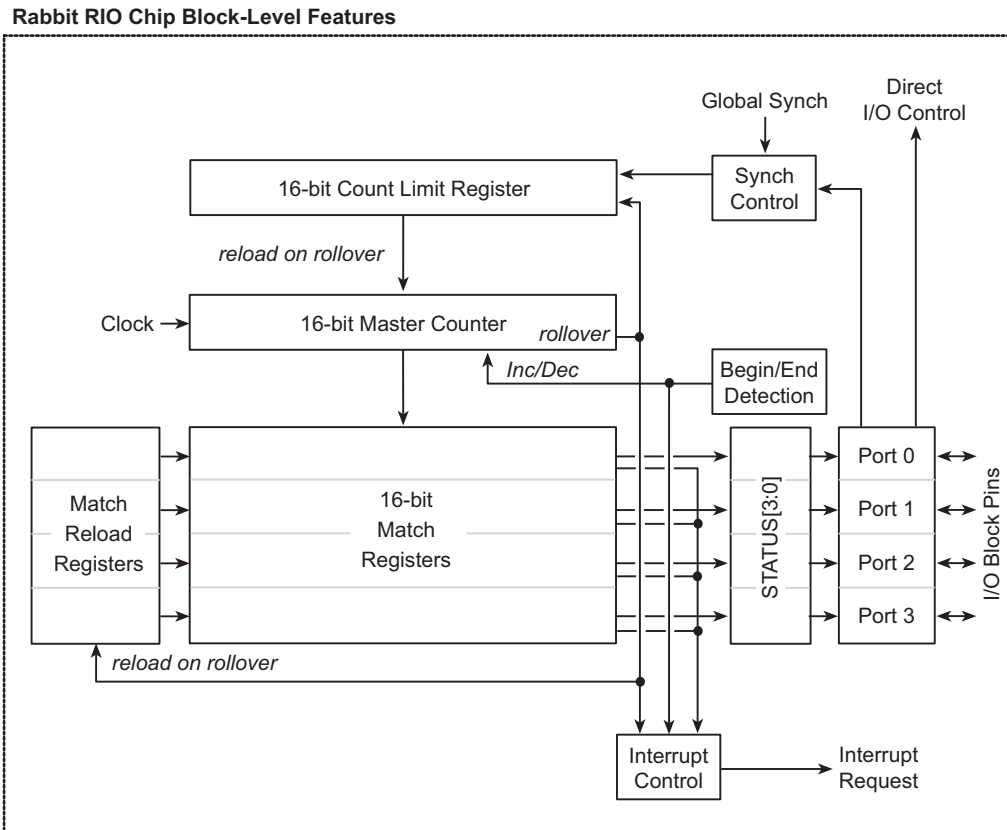 Rabbit RIO Chip Block-Level Features
Direct
I/O Control
Global Synch
16-bit Count Limit Register
Synch
Control
reload on rollover
Clock
16-bit Master Counter
rollover
Inc/Dec
Begin/End
Detection
Match
Reload
Registers
16-bit
Match
Registers
STATUS[3:0]
Port 0
Port 1
Port 2
Port 3
I/O Block Pins
reload on rollover
Interrupt
Control
Interrupt
Request